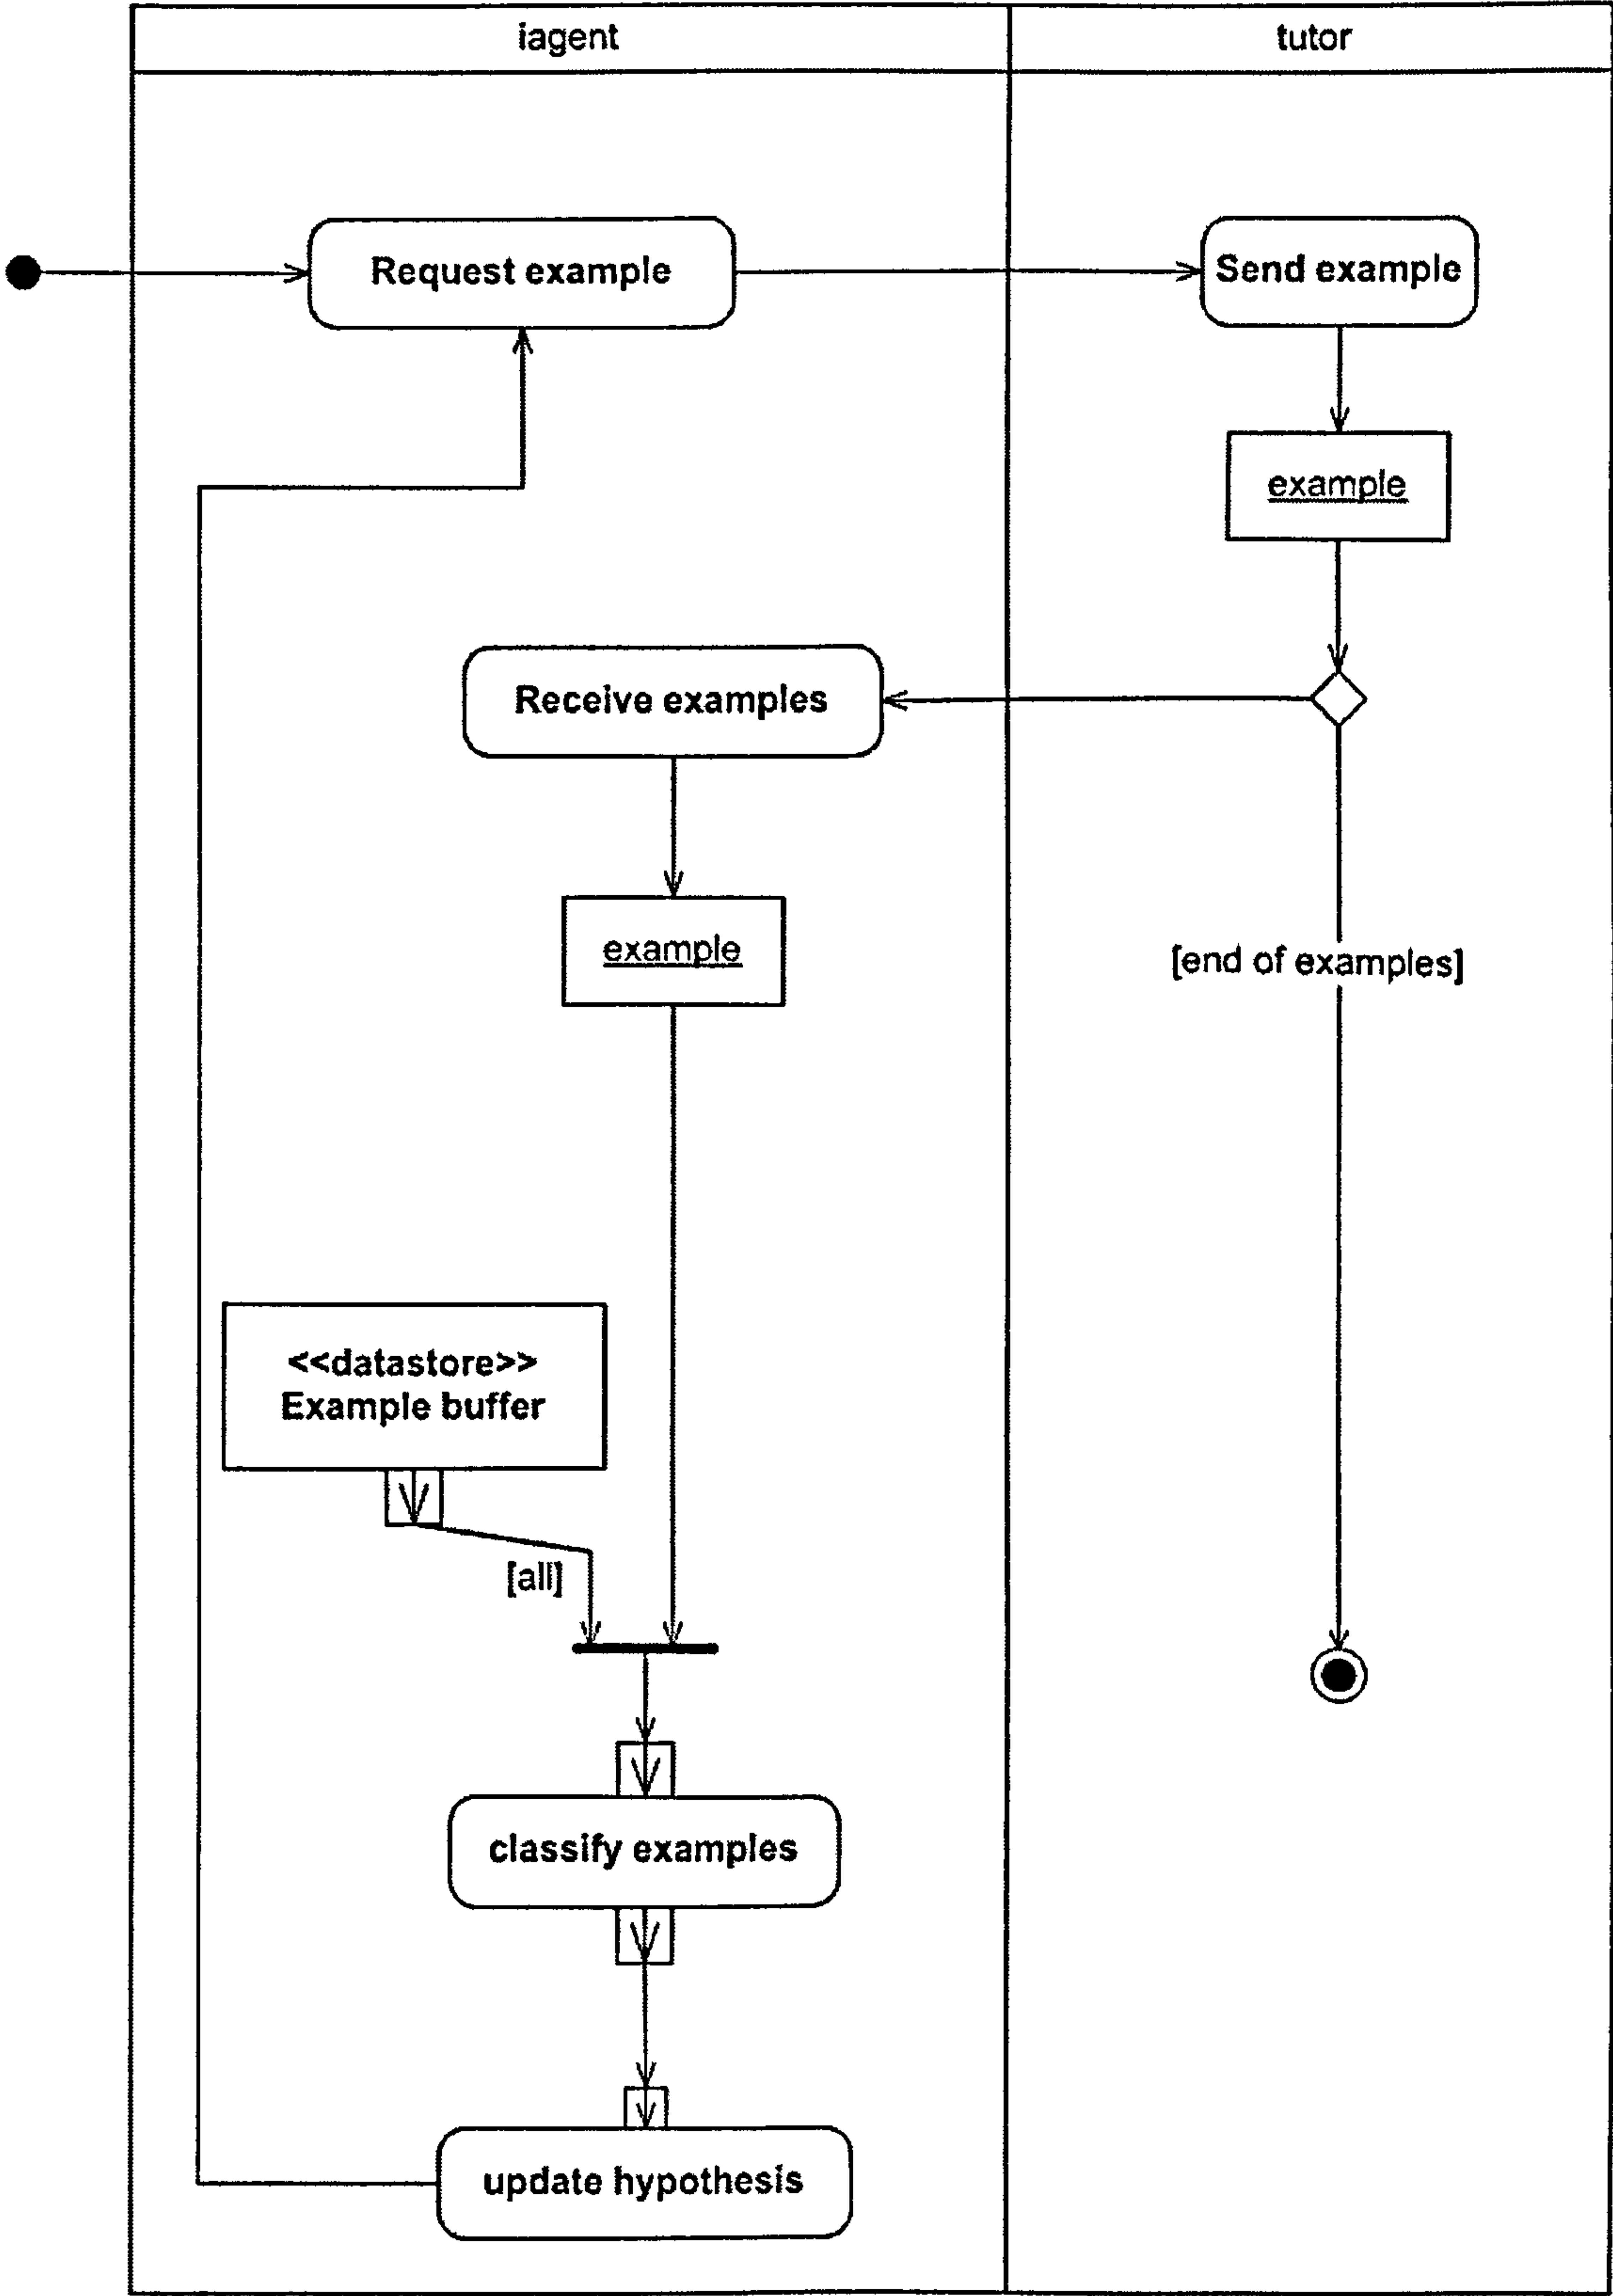 iagent
tutor
Request example
Send example
example
Receive examples
example
[end of examples]
<<datastore>>
Example buffer
[all]
classify examples
update hypothesis